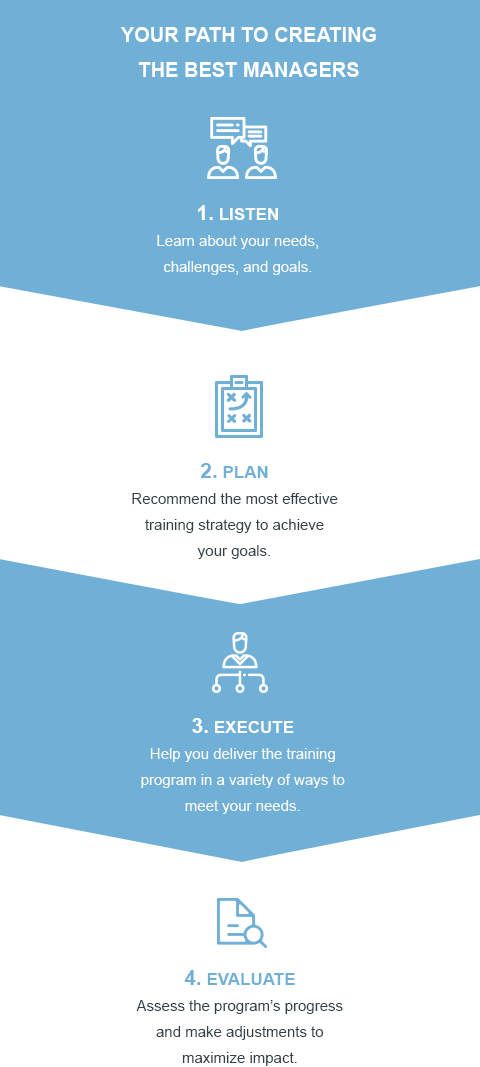 YOUR PATH TO CREATING
THE BEST MANAGERS
1. LISTEN
Learn about your needs,
challenges, and goals.
2. PLAN
Recommend the most effective
training strategy to achieve
your goals.
3. EXECUTE
Help you deliver the training
program in a variety of ways to
meet your needs.
4. EVALUATE
Assess the program’s progress
and make adjustments to
maximize impact.